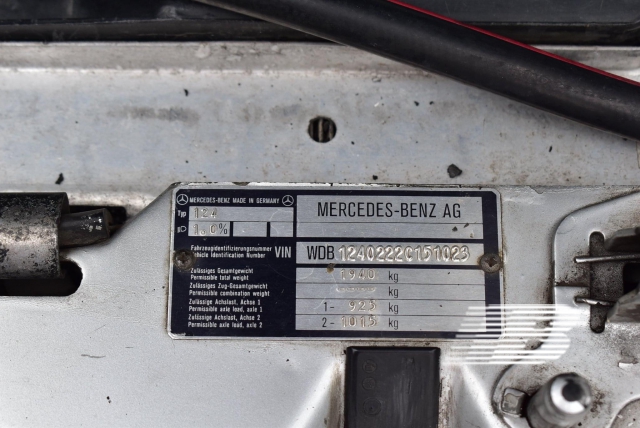 MERCEDES-BENZ MADE IN GERMANY
Typ 124
1,0%
MERCEDES-BENZ AG
Fahrzeugidentifizierungsnummer
Vehicle Identification Number VIN WDB 1240222C151023
Zulässiges Gesamtgewicht
Permissible total weight 1940 kg
Zulässiges Zug-Gesamtgewicht
Permissible combination weight kg
Zulässige Achslast, Achse 1
Permissible axle load, axle 1 1- 925 kg
Zulässige Achslast, Achse 2
Permissible axle load, axle 2 2- 1015 kg